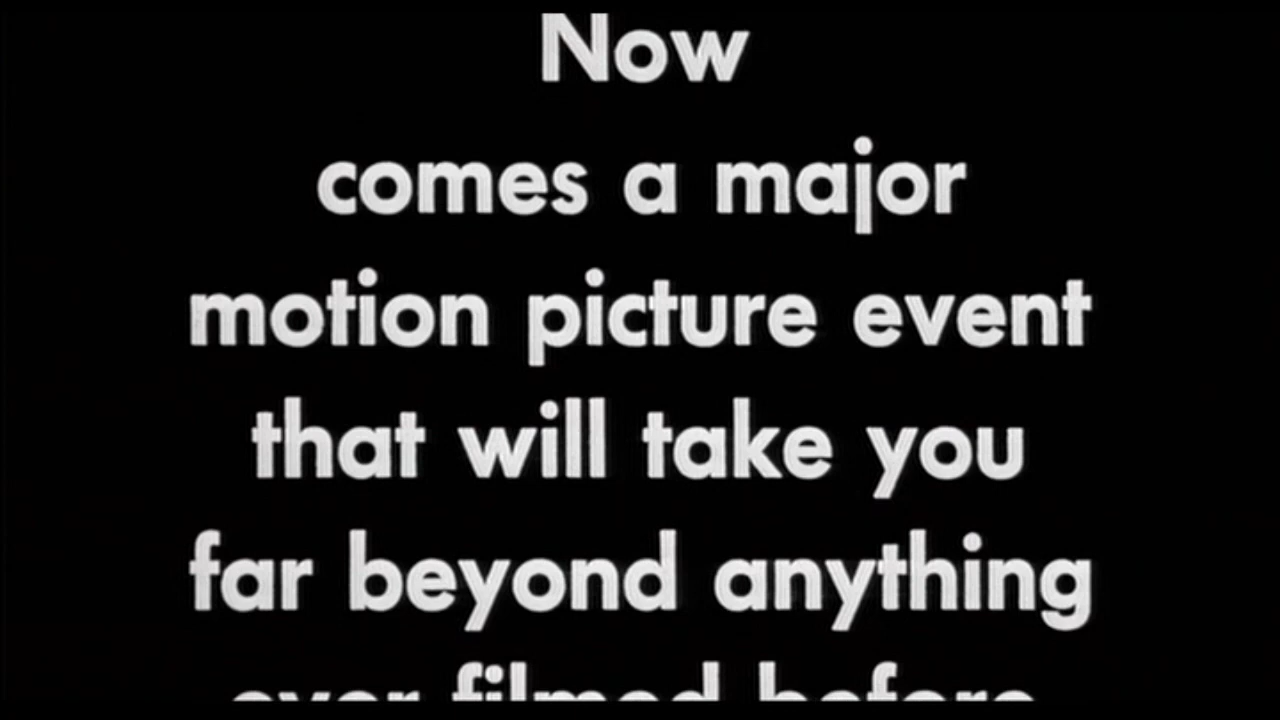 Now
comes a major
motion picture event
that will take you
far beyond anything
ever filmed before